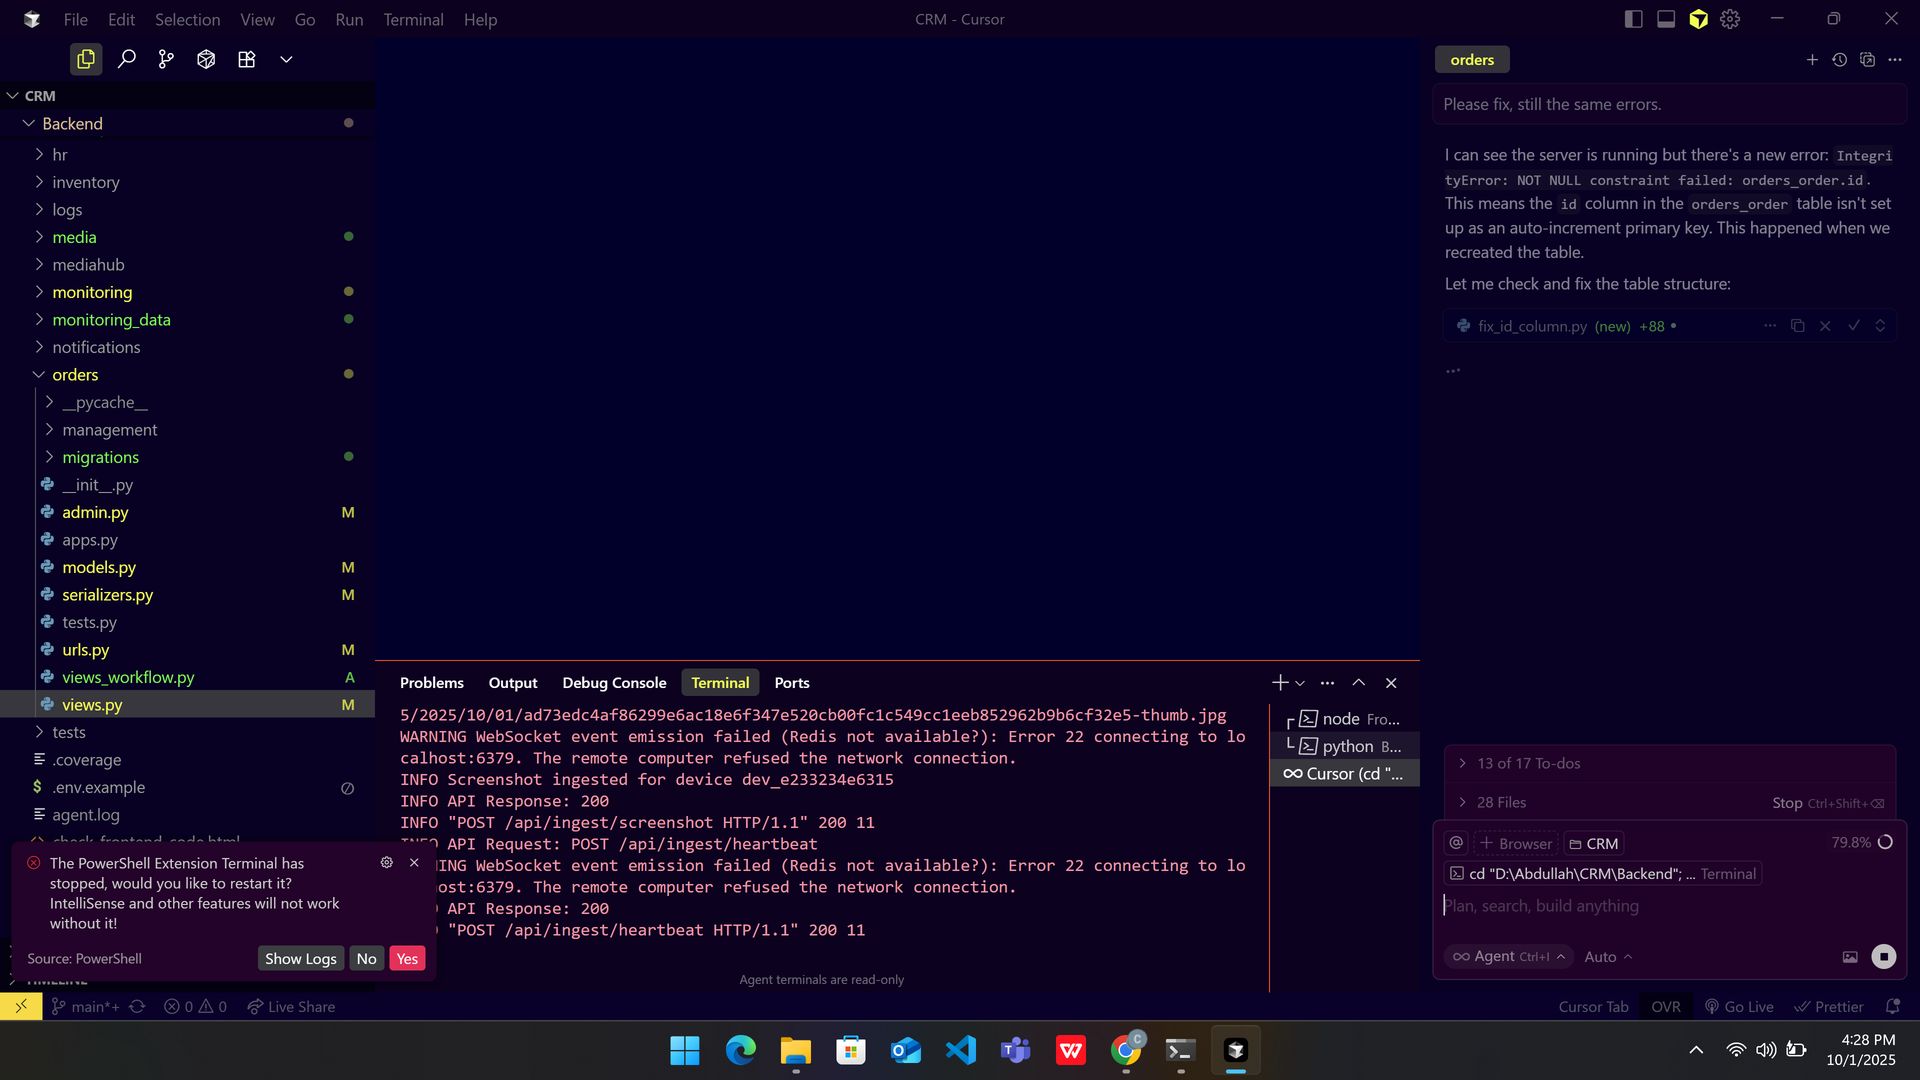 File Edit Selection View Go Run Terminal Help
CRM - Cursor
CRM
Backend
hr
inventory
logs
media
mediahub
monitoring
monitoring_data
notifications
orders
__pycache__
management
migrations
__init__.py
admin.py M
apps.py
models.py M
serializers.py M
tests.py
urls.py M
views_workflow.py A
views.py M
tests
.coverage
$ .env.example
agent.log
check_frontend_code.html
The PowerShell Extension Terminal has
stopped, would you like to restart it?
IntelliSense and other features will not work
without it!
Source: PowerShell Show Logs No Yes
TIMELINE
Problems Output Debug Console Terminal Ports
5/2025/10/01/ad73edc4af86299e6ac18e6f347e520cb00fc1c549cc1eeb852962b9b6cf32e5-thumb.jpg
WARNING WebSocket event emission failed (Redis not available?): Error 22 connecting to lo
calhost:6379. The remote computer refused the network connection.
INFO Screenshot ingested for device dev_e233234e6315
INFO API Response: 200
INFO "POST /api/ingest/screenshot HTTP/1.1" 200 11
INFO API Request: POST /api/ingest/heartbeat
NING WebSocket event emission failed (Redis not available?): Error 22 connecting to lo
ost:6379. The remote computer refused the network connection.
API Response: 200
"POST /api/ingest/heartbeat HTTP/1.1" 200 11
Agent terminals are read-only
node Fro...
python B...
Cursor (cd "...
orders
Please fix, still the same errors.
I can see the server is running but there's a new error: Integri
tyError: NOT NULL constraint failed: orders_order.id.
This means the id column in the orders_order table isn't set
up as an auto-increment primary key. This happened when we
recreated the table.
Let me check and fix the table structure:
fix_id_column.py (new) +88
...
13 of 17 To-dos
28 Files Stop Ctrl+Shift+⌫
@ + Browser CRM 79.8%
cd "D:\Abdullah\CRM\Backend"; ... Terminal
Plan, search, build anything
∞ Agent Ctrl+I Auto
main*+ 0 0 Live Share
Cursor Tab OVR Go Live Prettier
4:28 PM
10/1/2025